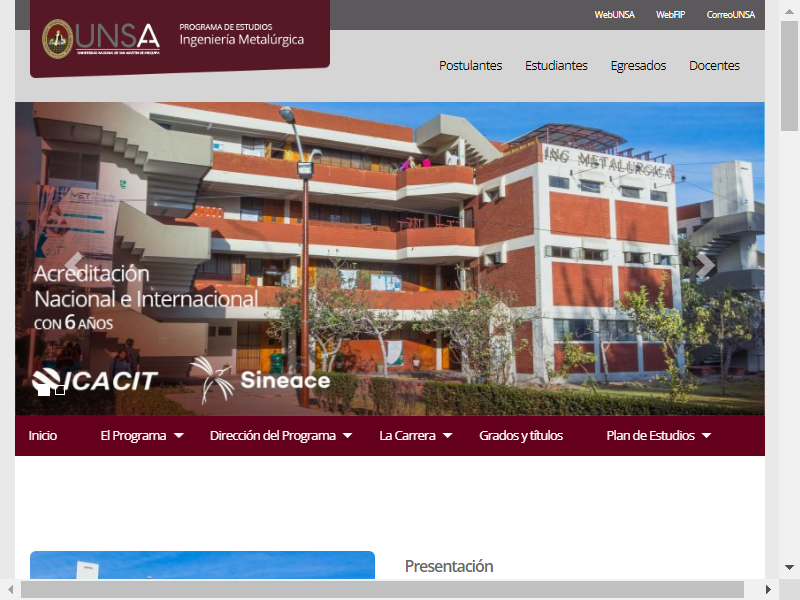 WebUNSA WebFIP CorreoUNSA
UNSA
UNIVERSIDAD NACIONAL DE SAN AGUSTÍN DE AREQUIPA
PROGRAMA DE ESTUDIOS
Ingeniería Metalúrgica
Postulantes Estudiantes Egresados Docentes
ING METALURGICA
Acreditación
Nacional e Internacional
CON 6 AÑOS
ICACIT Sineace
Inicio El Programa Dirección del Programa La Carrera Grados y títulos Plan de Estudios
Presentación